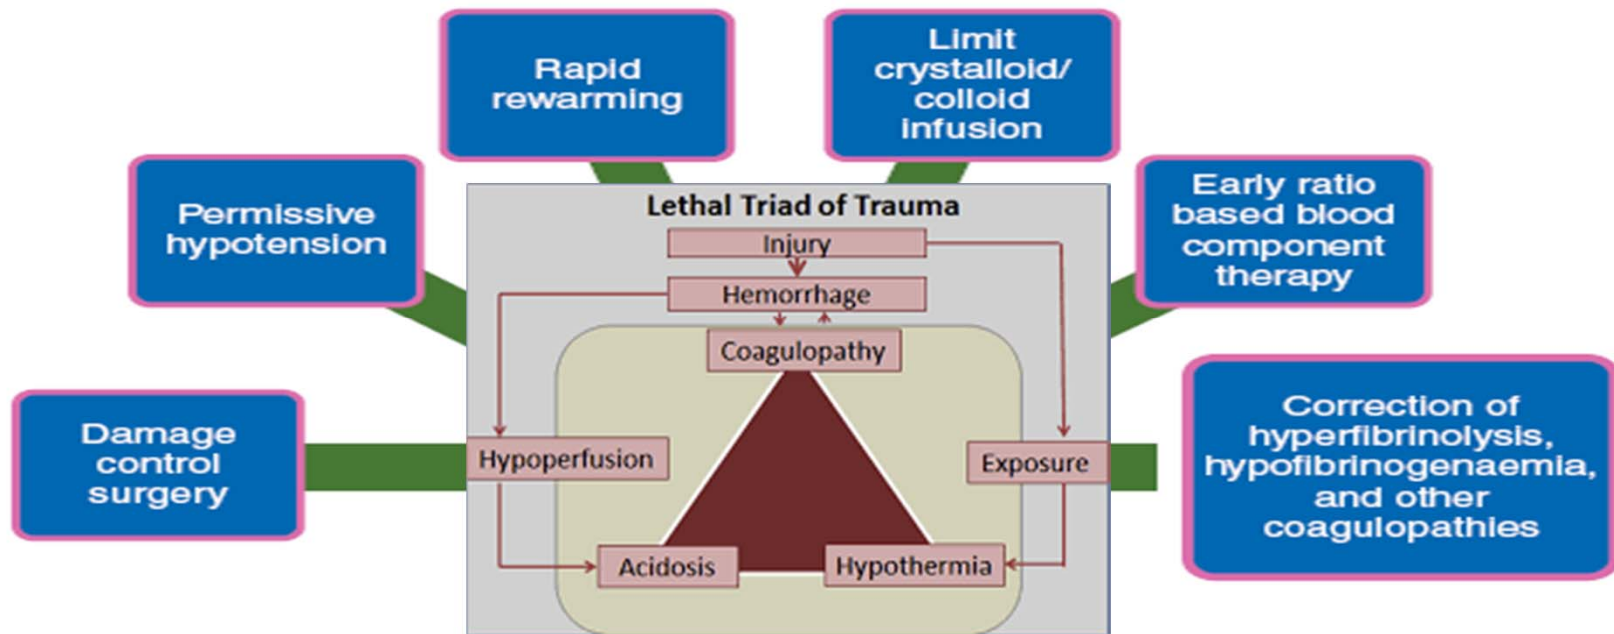 Rapid
rewarming
Limit
crystalloid/
colloid
infusion
Permissive
hypotension
Early ratio
based blood
component
therapy
Lethal Triad of Trauma
Injury
Hemorrhage
Coagulopathy
Hypoperfusion
Exposure
Acidosis
Hypothermia
Damage
control
surgery
Correction of
hyperfibrinolysis,
hypofibrinogenaemia,
and other
coagulopathies